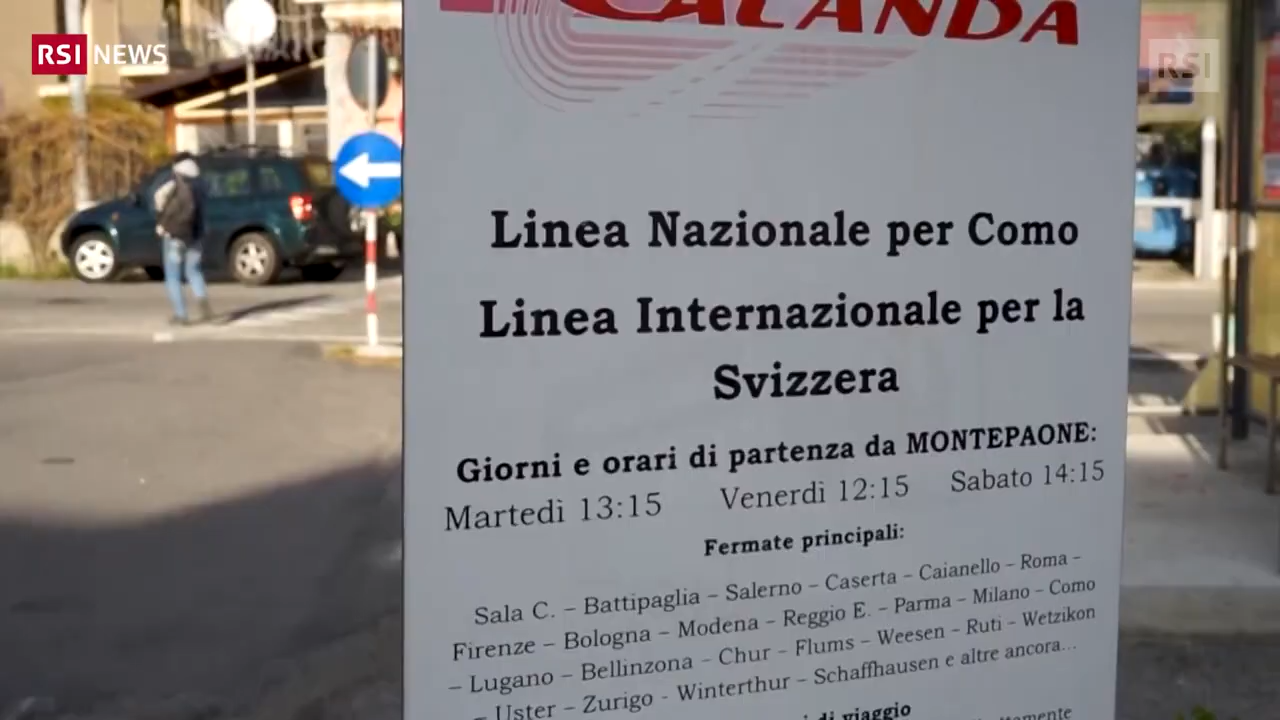 RSI NEWS
CALANDA
RSI
Linea Nazionale per Como
Linea Internazionale per la
Svizzera
Giorni e orari di partenza da MONTEPAONE:
Martedì 13:15 Venerdì 12:15 Sabato 14:15
Fermate principali:
Sala C. – Battipaglia – Salerno – Caserta – Caianello – Roma –
Firenze – Bologna – Modena – Reggio E. – Parma – Milano – Como
– Lugano – Bellinzona – Chur – Flums – Weesen – Ruti – Wetzikon
– Uster – Zurigo - Winterthur – Schaffhausen e altre ancora...
di viaggio